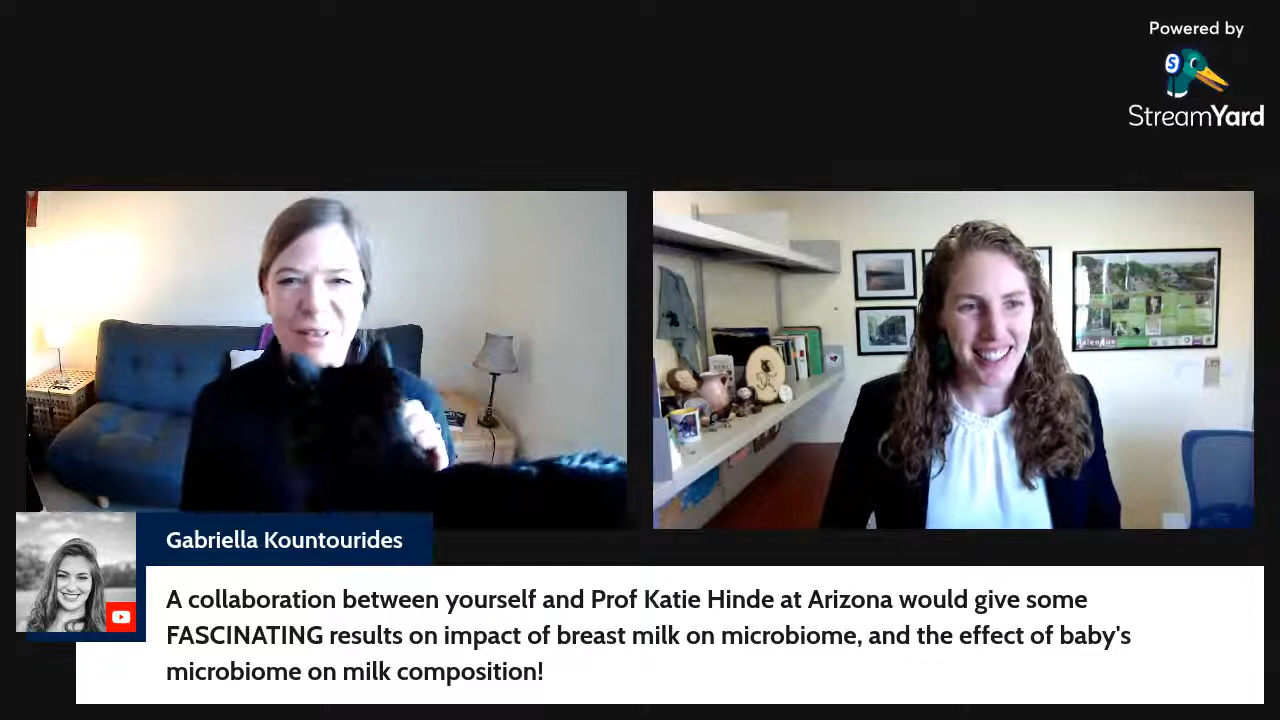 Powered by
StreamYard
Palenque
Gabriella Kountourides
A collaboration between yourself and Prof Katie Hinde at Arizona would give some
FASCINATING results on impact of breast milk on microbiome, and the effect of baby's
microbiome on milk composition!